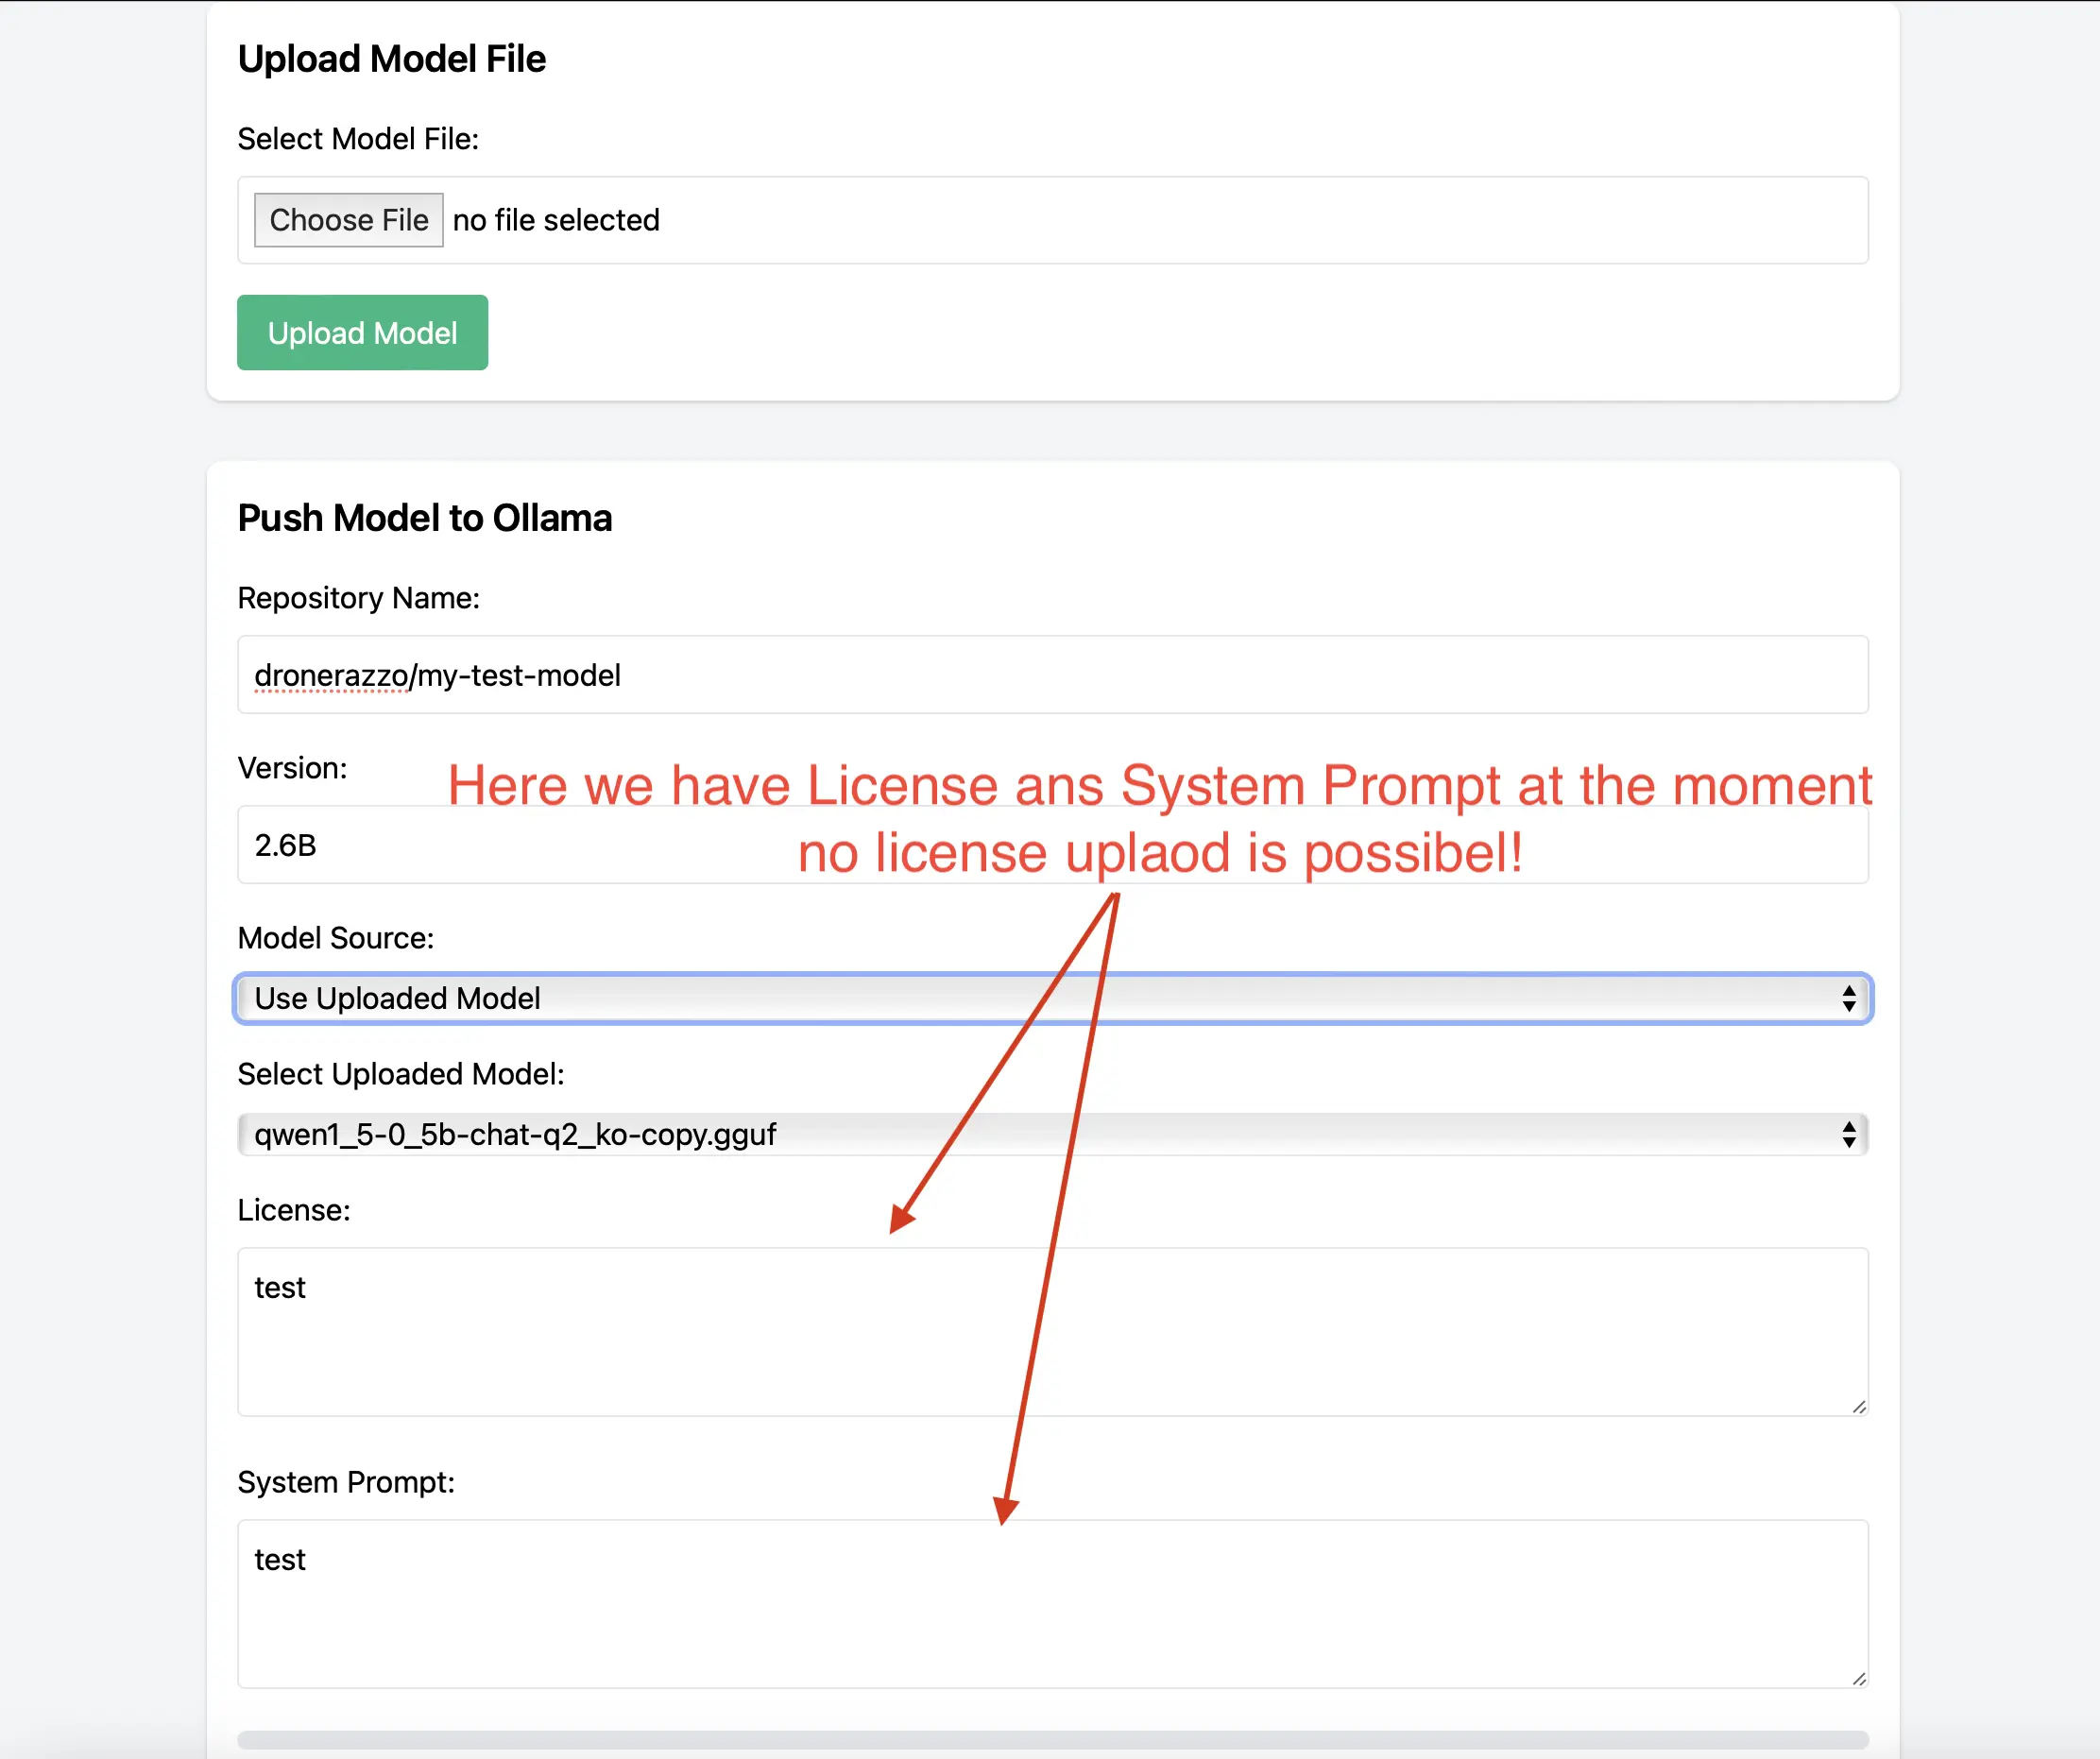 Upload Model File
Select Model File:
Choose File no file selected
Upload Model
Push Model to Ollama
Repository Name:
dronerazzo/my-test-model
Version:
Here we have License ans System Prompt at the moment
no license uplaod is possibel!
2.6B
Model Source:
Use Uploaded Model
Select Uploaded Model:
qwen1_5-0_5b-chat-q2_ko-copy.gguf
License:
test
System Prompt:
test